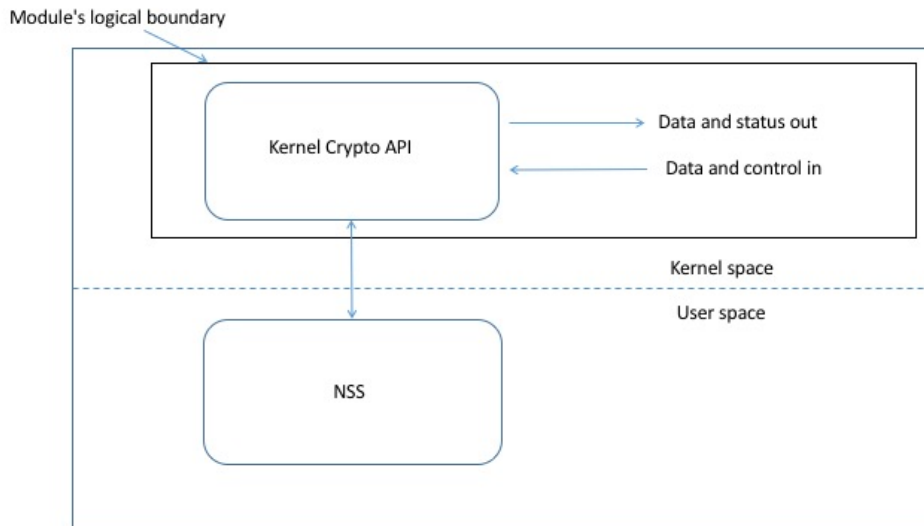 Module's logical boundary
Data and status out
Kernel Crypto API
Data and control in
Kernel space
User space
NSS